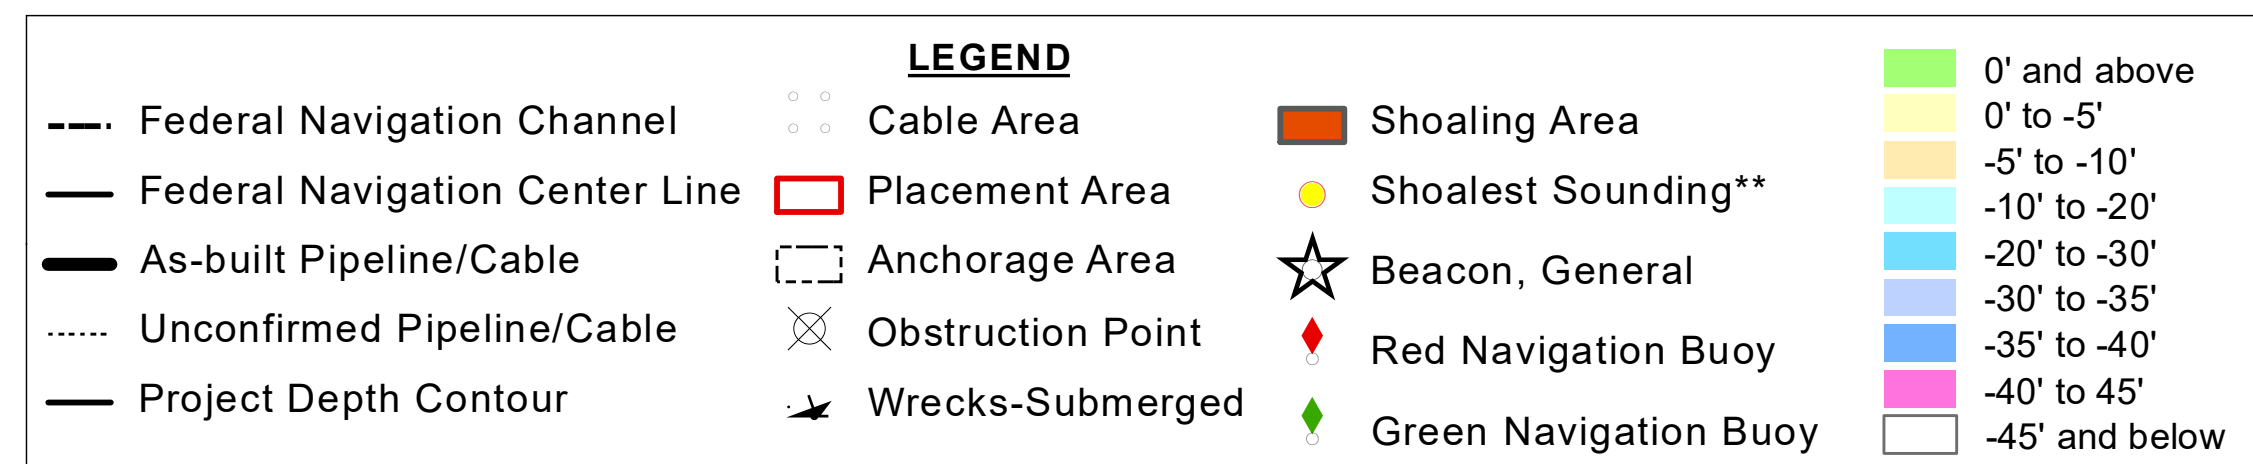 LEGEND
Federal Navigation Channel
Federal Navigation Center Line
As-built Pipeline/Cable
Unconfirmed Pipeline/Cable
Project Depth Contour
Cable Area
Placement Area
Anchorage Area
Obstruction Point
Wrecks-Submerged
Shoaling Area
Shoalest Sounding**
Beacon, General
Red Navigation Buoy
Green Navigation Buoy
0' and above
0' to -5'
-5' to -10'
-10' to -20'
-20' to -30'
-30' to -35'
-35' to -40'
-40' to 45'
-45' and below